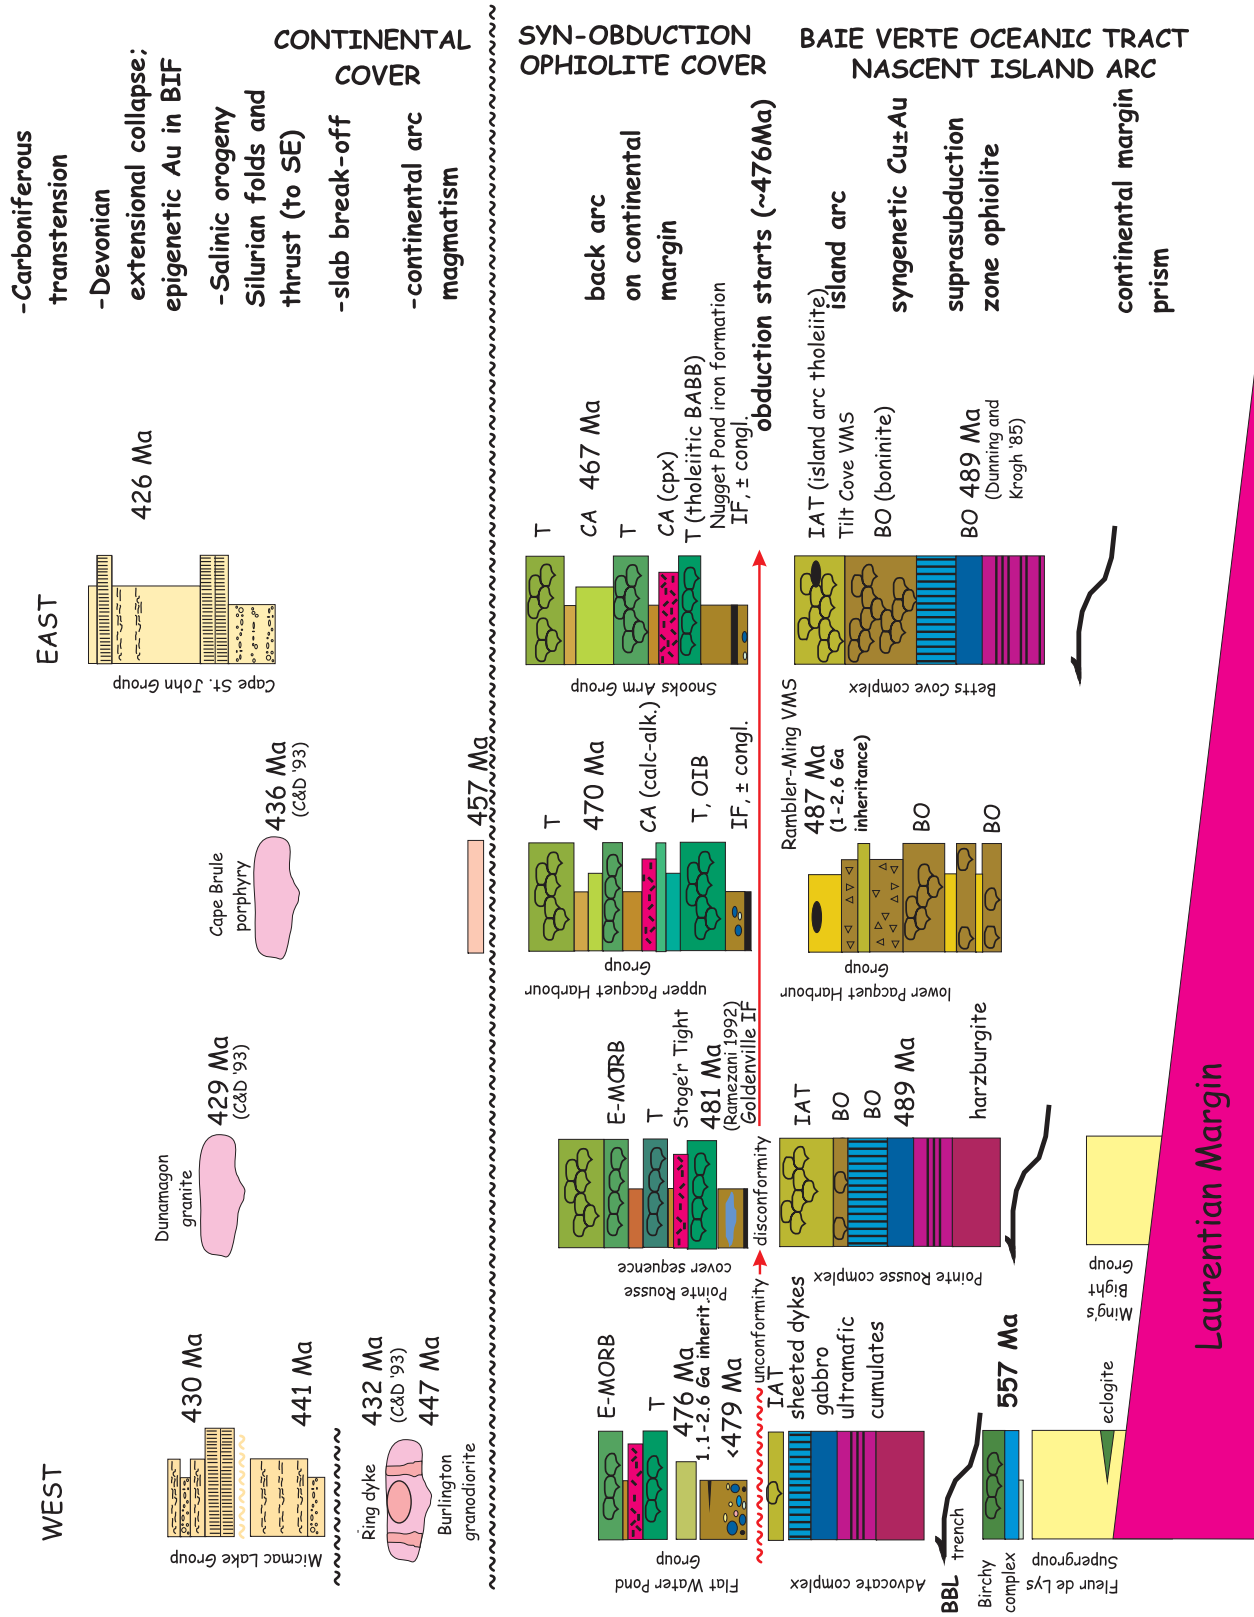 CONTINENTAL
COVER
SYN-OBDUCTION
OPHIOLITE COVER
BAIE VERTE OCEANIC TRACT
NASCENT ISLAND ARC
-Carboniferous
transtension
-Devonian
extensional collapse;
epigenetic Au in BIF
-Salinic orogeny
Silurian folds and
thrust (to SE)
-slab break-off
-continental arc
magmatism
back arc
on continental
margin
obduction starts (~476Ma)
island arc
syngenetic Cu±Au
suprasubduction
zone ophiolite
continental margin
prism
EAST
426 Ma
Cape St. John Group
T
CA 467 Ma
T
CA (cpx)
T (tholeiitic BABB)
Nugget Pond iron formation
IF, ± congl.
Snooks Arm Group
IAT (island arc tholeiite)
Tilt Cove VMS
BO (boninite)
BO 489 Ma
(Dunning and
Krogh '85)
Betts Cove complex
436 Ma
(C&D '93)
Cape Brule
porphyry
457 Ma
T
470 Ma
CA (calc-alk.)
T, OIB
IF, ± congl.
upper Pacquet Harbour
Group
Rambler-Ming VMS
487 Ma
(1-2.6 Ga
inheritance)
BO
BO
lower Pacquet Harbour
Group
429 Ma
(C&D '93)
Dunamagon
granite
E-MORB
T
Stoge'r Tight
481 Ma
(Ramezani 1992)
Goldenville IF
Pointe Rousse
cover sequence
disconformity
IAT
BO
BO
489 Ma
harzburgite
Pointe Rousse complex
Ming's
Bight
Group
WEST
430 Ma
441 Ma
Micmac Lake Group
432 Ma
(C&D '93)
447 Ma
Ring dyke
Burlington
granodiorite
E-MORB
T
476 Ma
1.1-2.6 Ga inherit.
<479 Ma
Flat Water Pond
Group
unconformity
IAT
sheeted dykes
gabbro
ultramafic
cumulates
Advocate complex
BBL
trench
557 Ma
Birchy
complex
eclogite
Fleur de Lys
Supergroup
Laurentian Margin